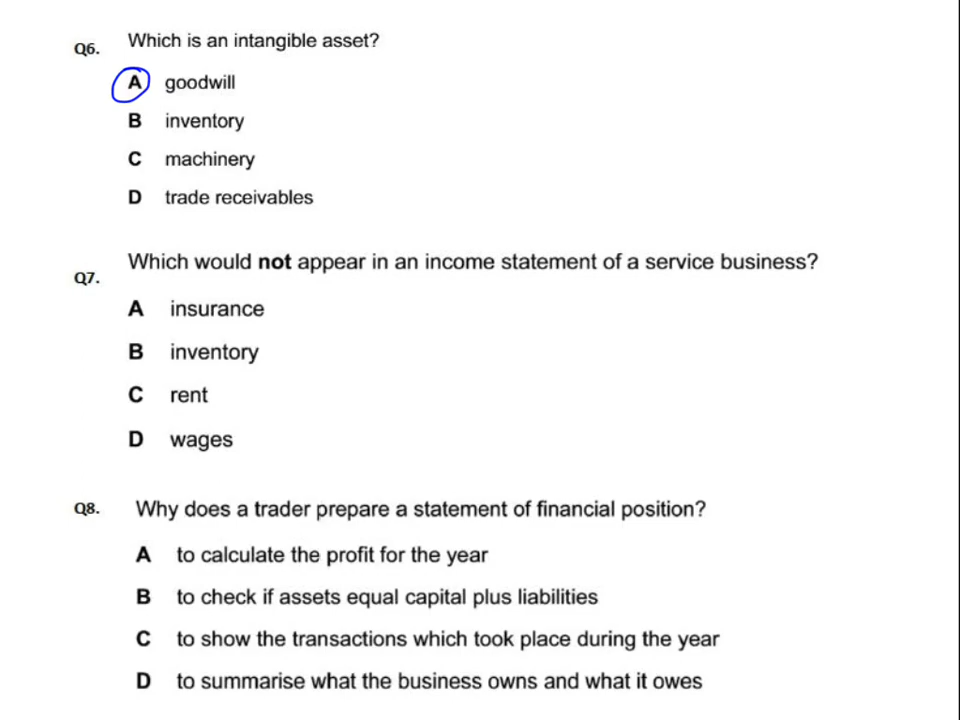 Q6. Which is an intangible asset?
A goodwill
B inventory
C machinery
D trade receivables
Q7. Which would not appear in an income statement of a service business?
A insurance
B inventory
C rent
D wages
Q8. Why does a trader prepare a statement of financial position?
A to calculate the profit for the year
B to check if assets equal capital plus liabilities
C to show the transactions which took place during the year
D to summarise what the business owns and what it owes